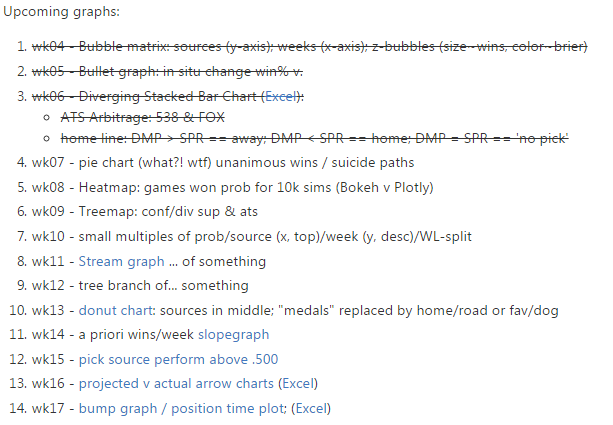 Upcoming graphs:
1. wk04 - Bubble matrix: sources (y-axis); weeks (x-axis); z-bubbles (size~wins, color~brier)
2. wk05 - Bullet graph: in situ change win% v.
3. wk06 - Diverging Stacked Bar Chart (Excel):
ATS Arbitrage: 538 & FOX
home line: DMP > SPR == away; DMP < SPR == home; DMP = SPR == 'no pick'
4. wk07 - pie chart (what?! wtf) unanimous wins / suicide paths
5. wk08 - Heatmap: games won prob for 10k sims (Bokeh v Plotly)
6. wk09 - Treemap: conf/div sup & ats
7. wk10 - small multiples of prob/source (x, top)/week (y, desc)/WL-split
8. wk11 - Stream graph ... of something
9. wk12 - tree branch of... something
10. wk13 - donut chart: sources in middle; "medals" replaced by home/road or fav/dog
11. wk14 - a priori wins/week slopegraph
12. wk15 - pick source perform above .500
13. wk16 - projected v actual arrow charts (Excel)
14. wk17 - bump graph / position time plot; (Excel)